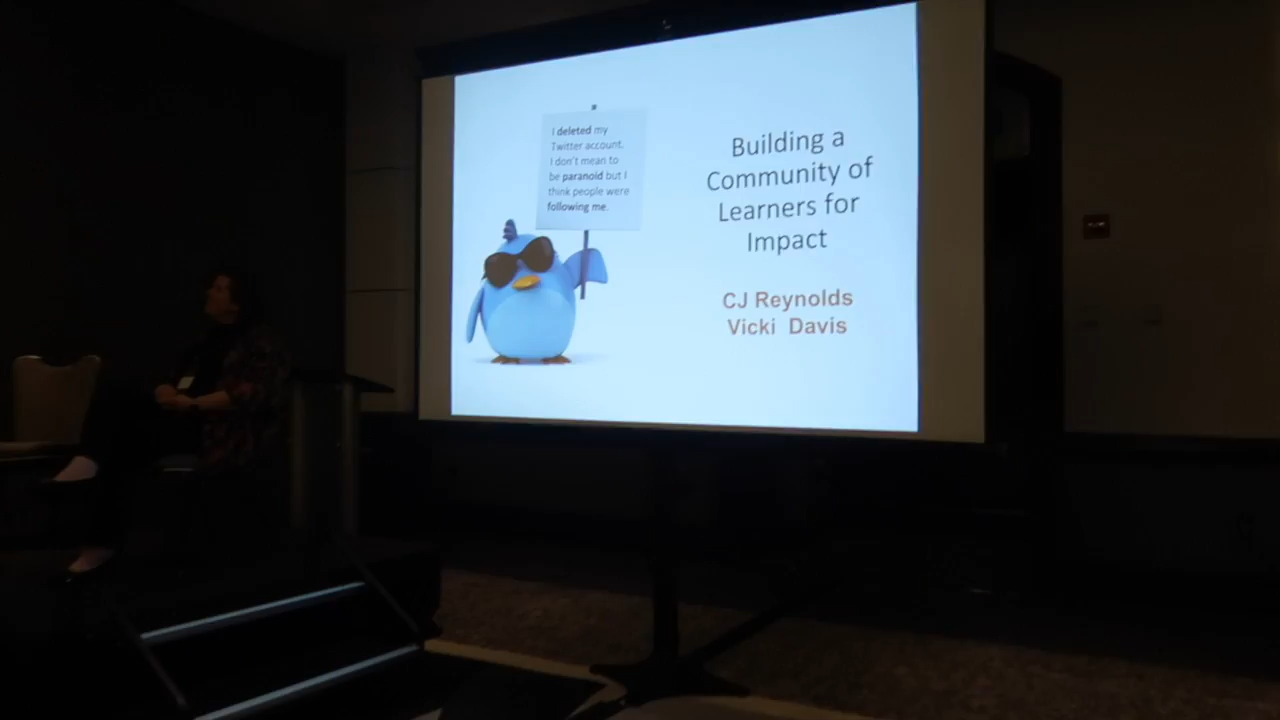 I deleted my
Twitter account.
I don't mean to
be paranoid but I
think people were
following me.
Building a
Community of
Learners for
Impact
CJ Reynolds
Vicki Davis